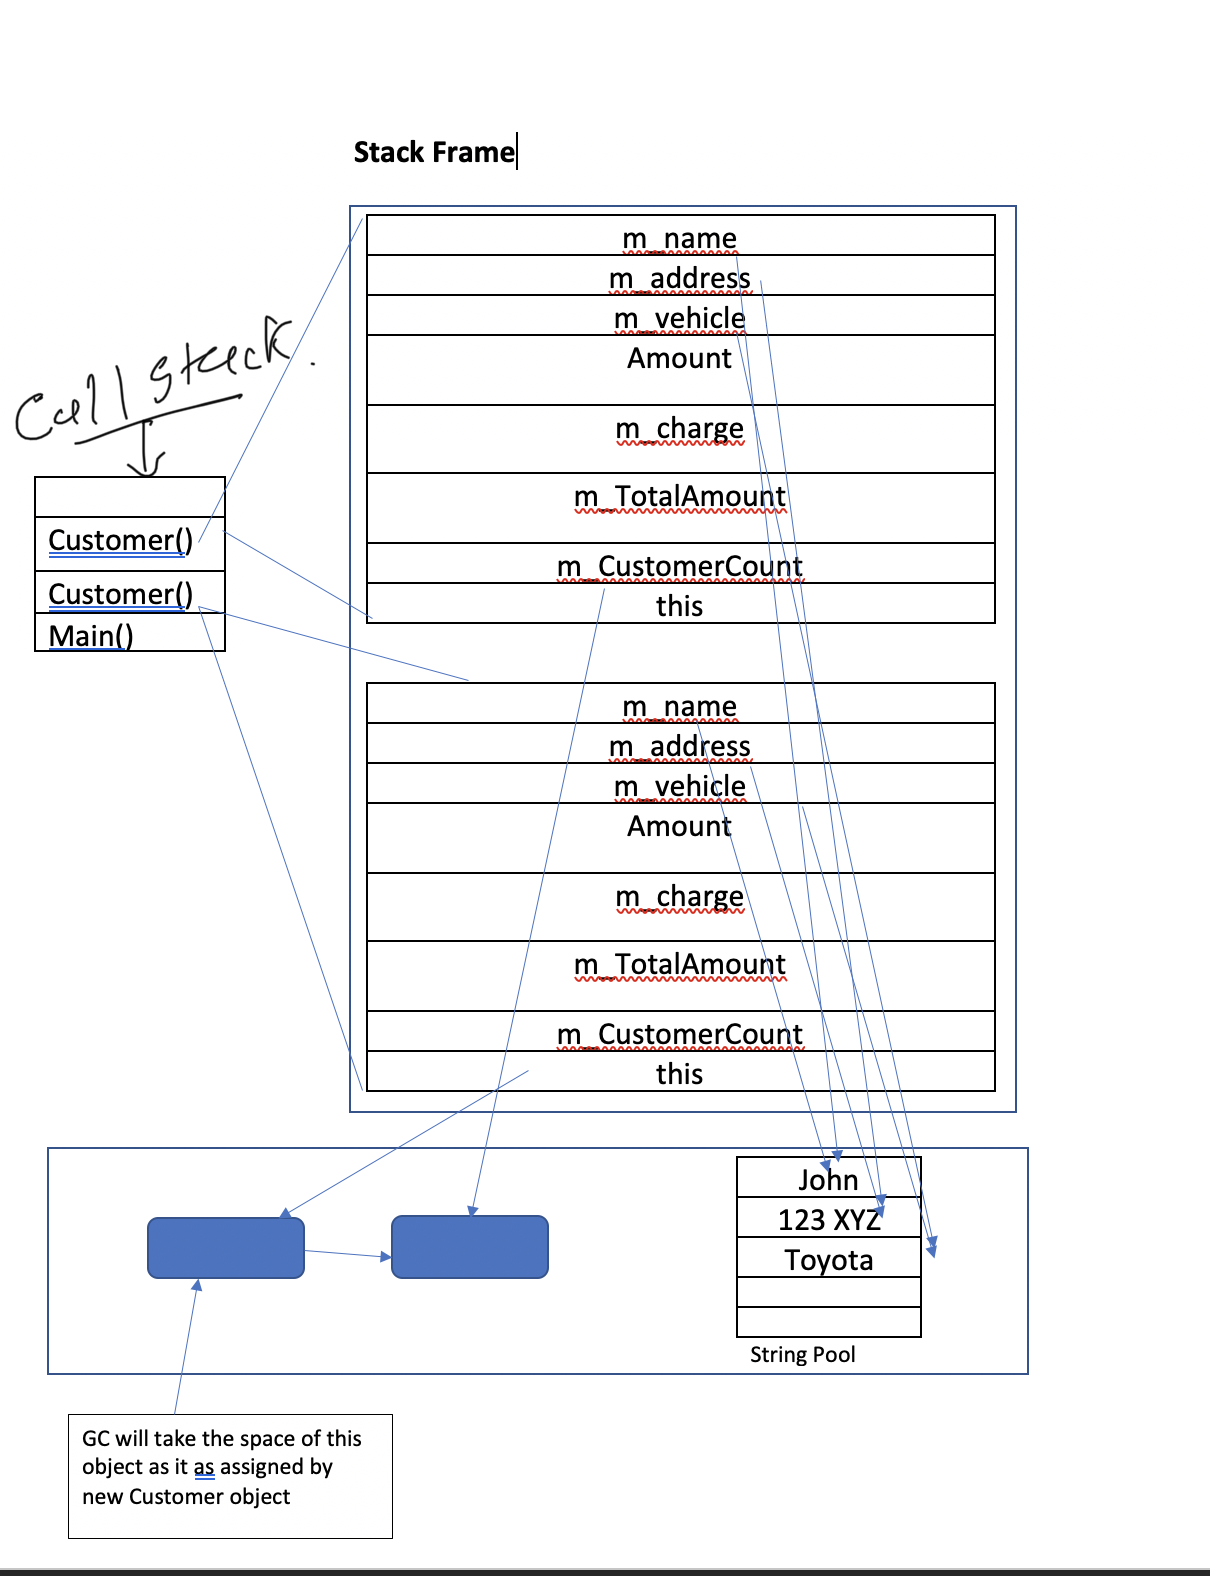 Stack Frame
m_name
m_address
m_vehicle
Amount
m_charge
m_TotalAmount
m_CustomerCount
this
Call Stack.
Customer()
Customer()
Main()
m_name
m_address
m_vehicle
Amount
m_charge
m_TotalAmount
m_CustomerCount
this
John
123 XYZ
Toyota
String Pool
GC will take the space of this
object as it as assigned by
new Customer object